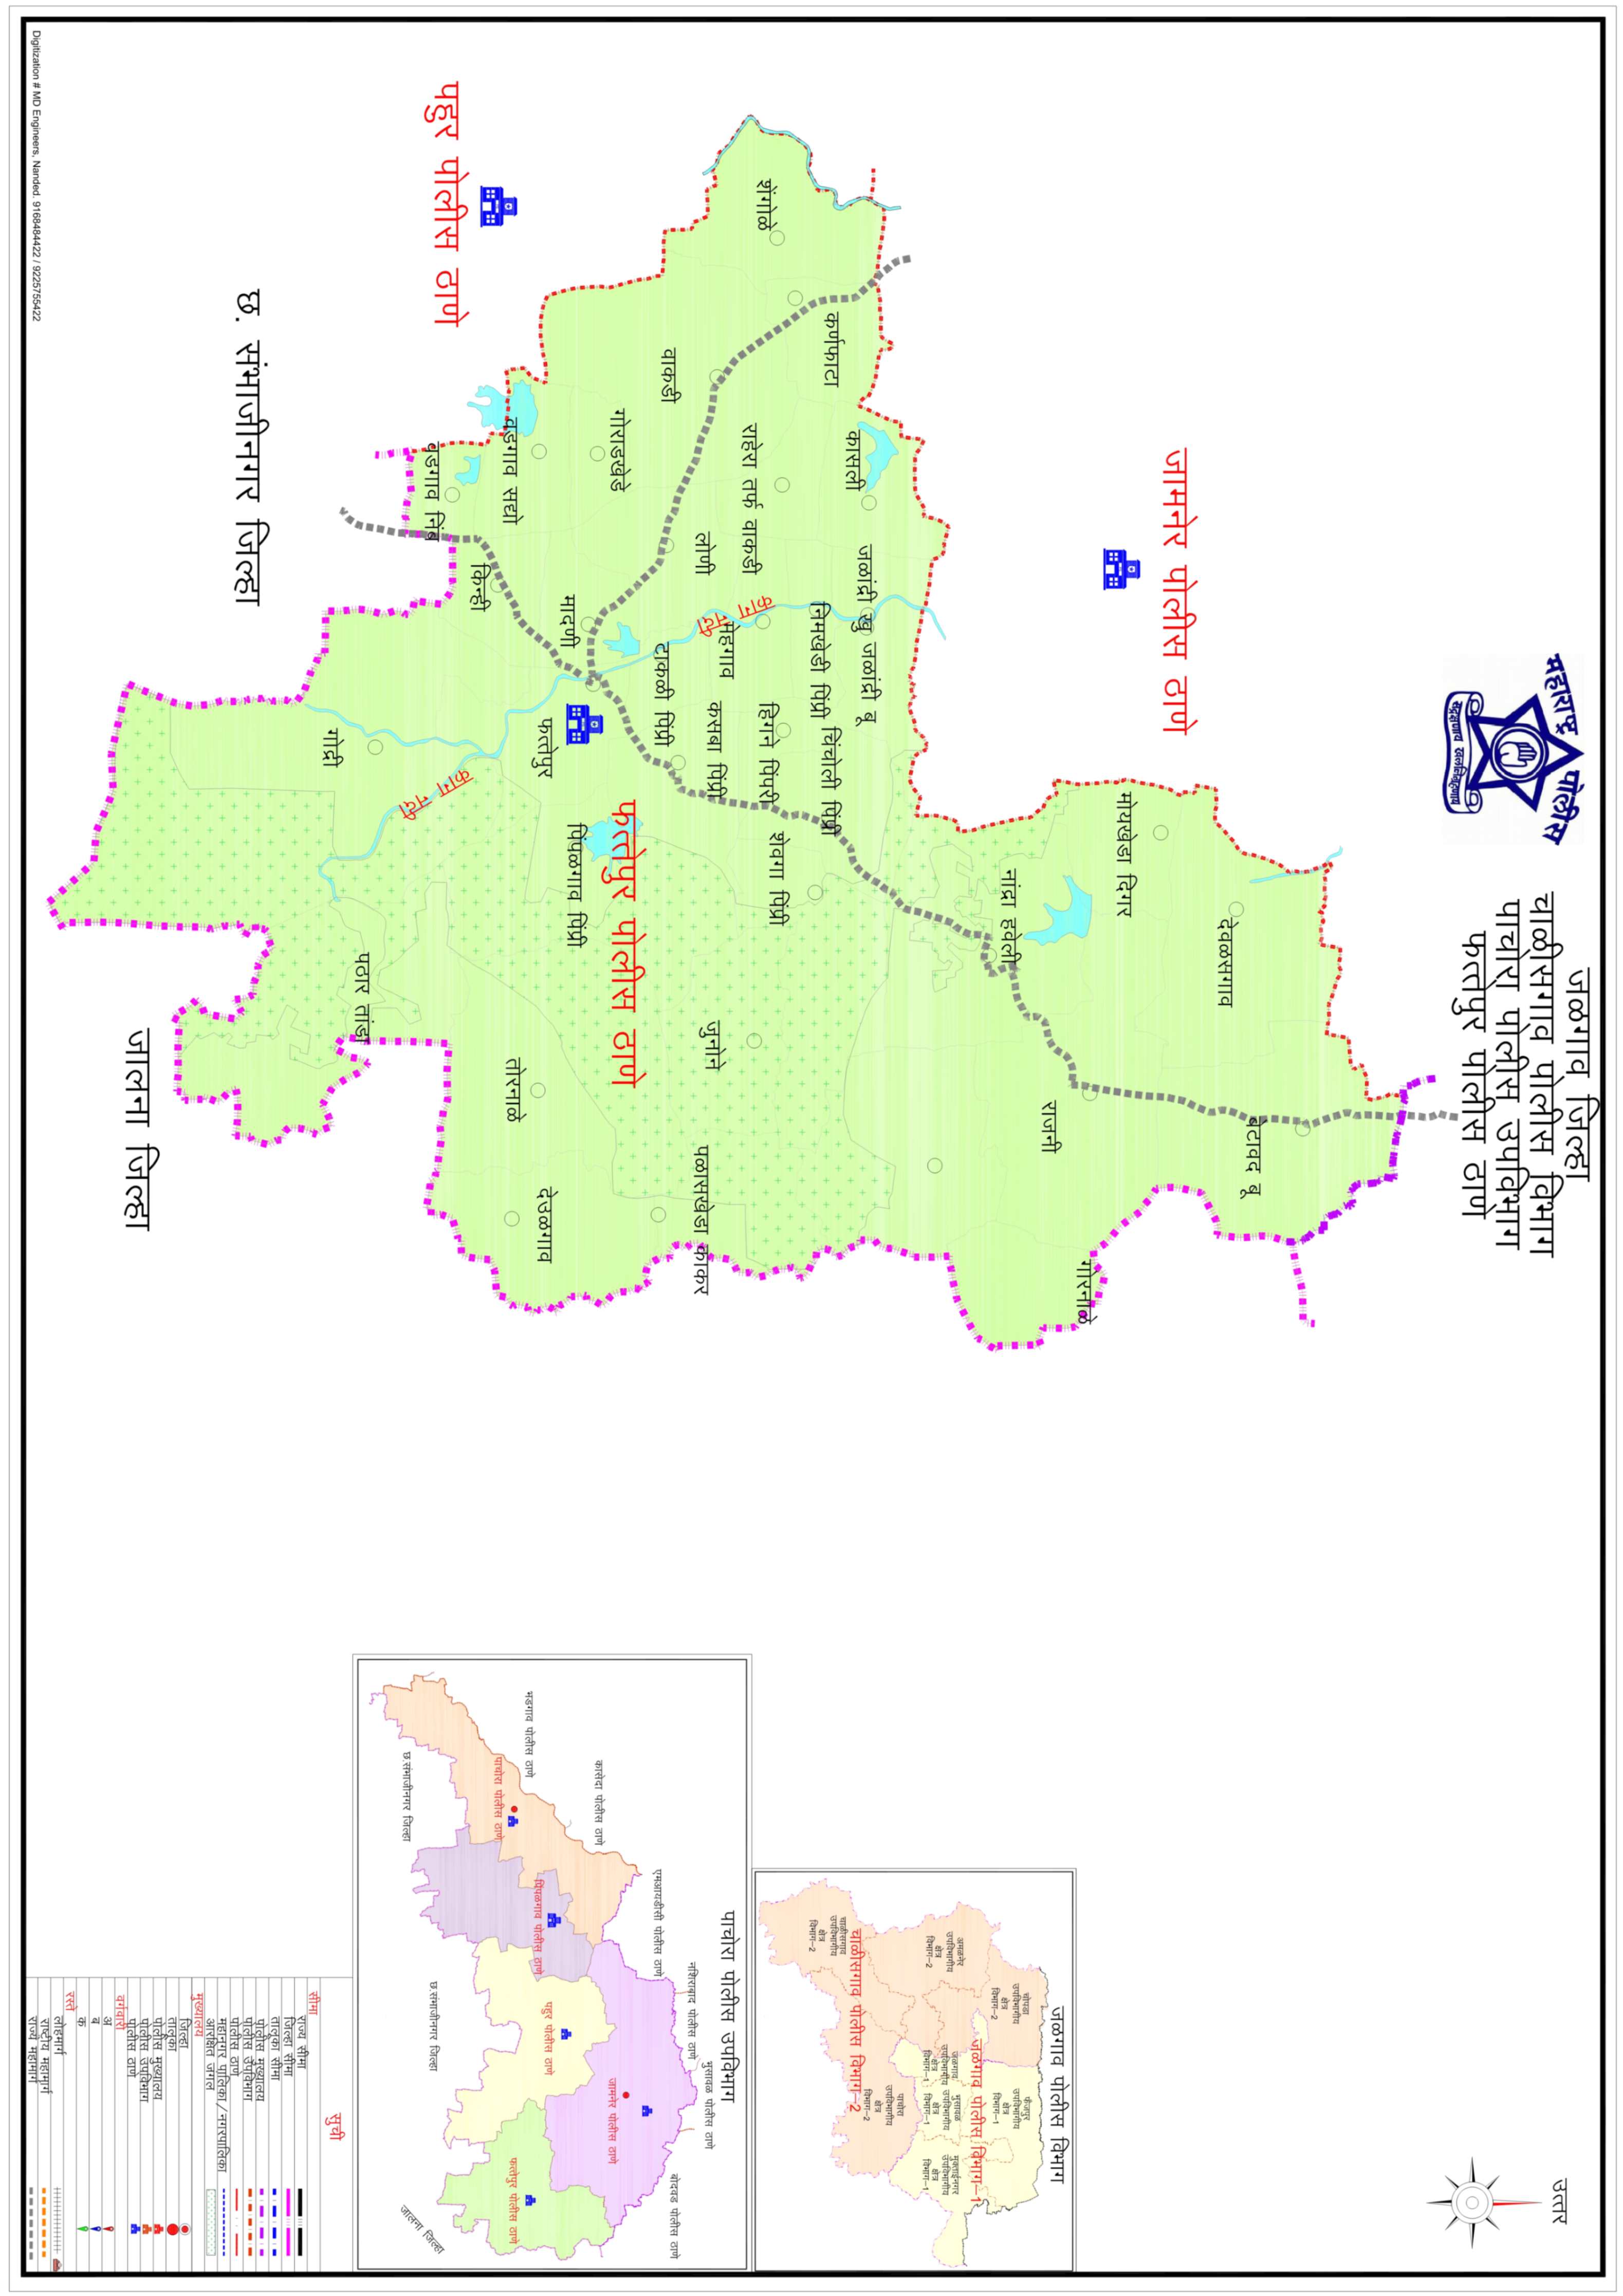 महाराष्ट्र पोलीस
सद्रक्षणाय खलनिग्रहणाय
जळगाव जिल्हा
चाळीसगाव पोलीस विभाग
पाचोरा पोलीस उपविभाग
फत्तेपुर पोलीस ठाणे
उत्तर
बेटावद बू
देवळसगाव
जामनेर पोलीस ठाणे
मोयखेडा दिगर
गोरनाळे
राजनी
नांद्रा हवेली
जळांद्री खु
जळांद्री बू
कासली
कर्णफाटा
निमखेडी पिंप्री
चिंचोली पिंप्री
शेंगोळे
राहेरा तर्फ वाकडी
हिगने पिंपरी
शेवगा पिंप्री
काग नदी
मेहगाव
कसबा पिंप्री
लोणी
जुनोने
पळासखेडा काकर
वाकडी
टाकळी पिंप्री
गोराडखेडे
फत्तेपुर पोलीस ठाणे
मादणी
पिंपळगाव पिंप्री
फत्तेपुर
देउळगाव
तोरनाळे
वडगाव सद्यो
किन्ही
पहुर पोलीस ठाणे
वडगाव निंब
काग नदी
पठार तांडा
गोद्री
छ. संभाजीनगर जिल्हा
जालना जिल्हा
जळगाव पोलीस विभाग
चोपडा
उपविभागीय
क्षेत्र
विभाग-2
फैजपुर
उपविभागीय
क्षेत्र
विभाग-1
जळगाव पोलीस विभाग-1
अमळनेर
उपविभागीय
क्षेत्र
विभाग-2
जळगाव
उपविभागीय
क्षेत्र
विभाग-1
भुसावळ
उपविभागीय
क्षेत्र
विभाग-1
मुक्ताईनगर
उपविभागीय
क्षेत्र
विभाग-1
पाचोरा
उपविभागीय
क्षेत्र
विभाग-2
चाळीसगाव पोलीस विभाग-2
चाळीसगाव
उपविभागीय
क्षेत्र
विभाग-2
पाचोरा पोलीस उपविभाग
भुसावळ पोलीस ठाणे
नशिराबाद पोलीस ठाणे
बोदवड पोलीस ठाणे
एमआयडीसी पोलीस ठाणे
जामनेर पोलीस ठाणे
कासेदा पोलीस ठाणे
पहुर पोलीस ठाणे
पिंपळगाव पोलीस ठाणे
भडगाव पोलीस ठाणे
फत्तेपुर पोलीस ठाणे
पाचोरा पोलीस ठाणे
छ.संभाजीनगर जिल्हा
छ.संभाजीनगर जिल्हा
जालना जिल्हा
सुची
सीमा
राज्य सीमा
जिल्हा सीमा
तालूका सीमा
पोलीस मुख्यालय
पोलीस उपविभाग
पोलीस ठाणे
महानगर पालिका/नगरपालिका
आरक्षित जंगल
मुख्यालय
जिल्हा
तालूका
पोलीस मुख्यालय
पोलीस उपविभाग
पोलीस ठाणे
वर्गवारी
अ
ब
क
रस्ते
लोहमार्ग
राष्टीय महामार्ग
राज्य महामार्ग
Digitization # MD Engineers, Nanded. 9168484422 / 9225755422